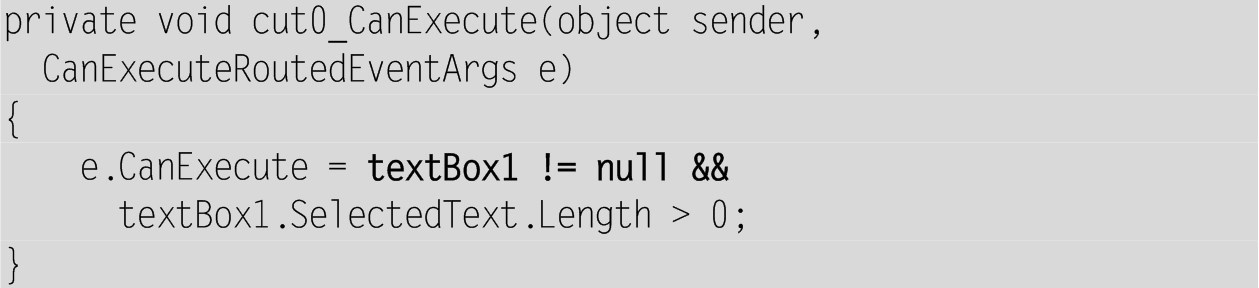 private void cut0_CanExecute(object sender,
  CanExecuteRoutedEventArgs e)
{
    e.CanExecute = textBox1 != null &&
      textBox1.SelectedText.Length > 0;
}